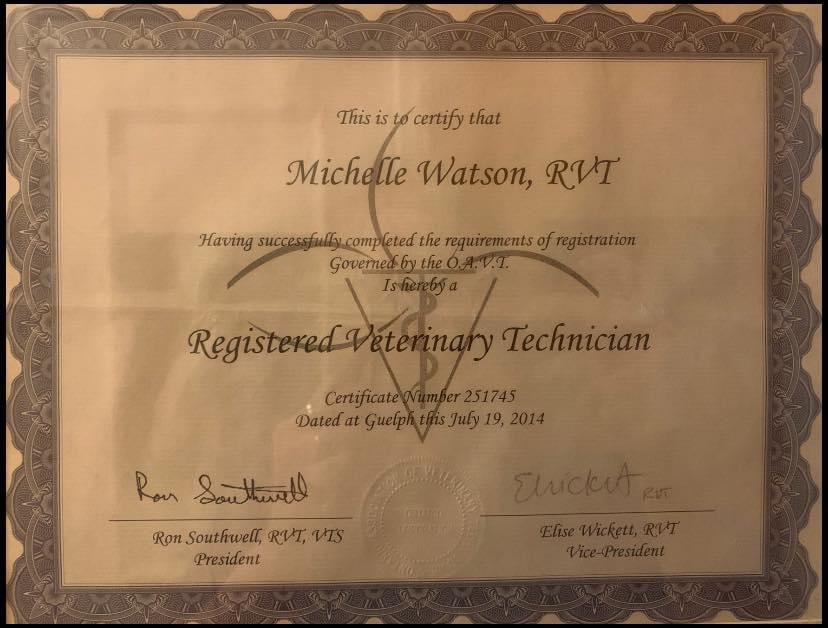 This is to certify that
Michelle Watson, RVT
Having successfully completed the requirements of registration
Governed by the O.A.V.T.
Is hereby a
Registered Veterinary Technician
Certificate Number 251745
Dated at Guelph this July 19, 2014
Ron Southwell
Ron Southwell, RVT, VTS
President
EWickett RVT
Elise Wickett, RVT
Vice-President
OF VETERINARY